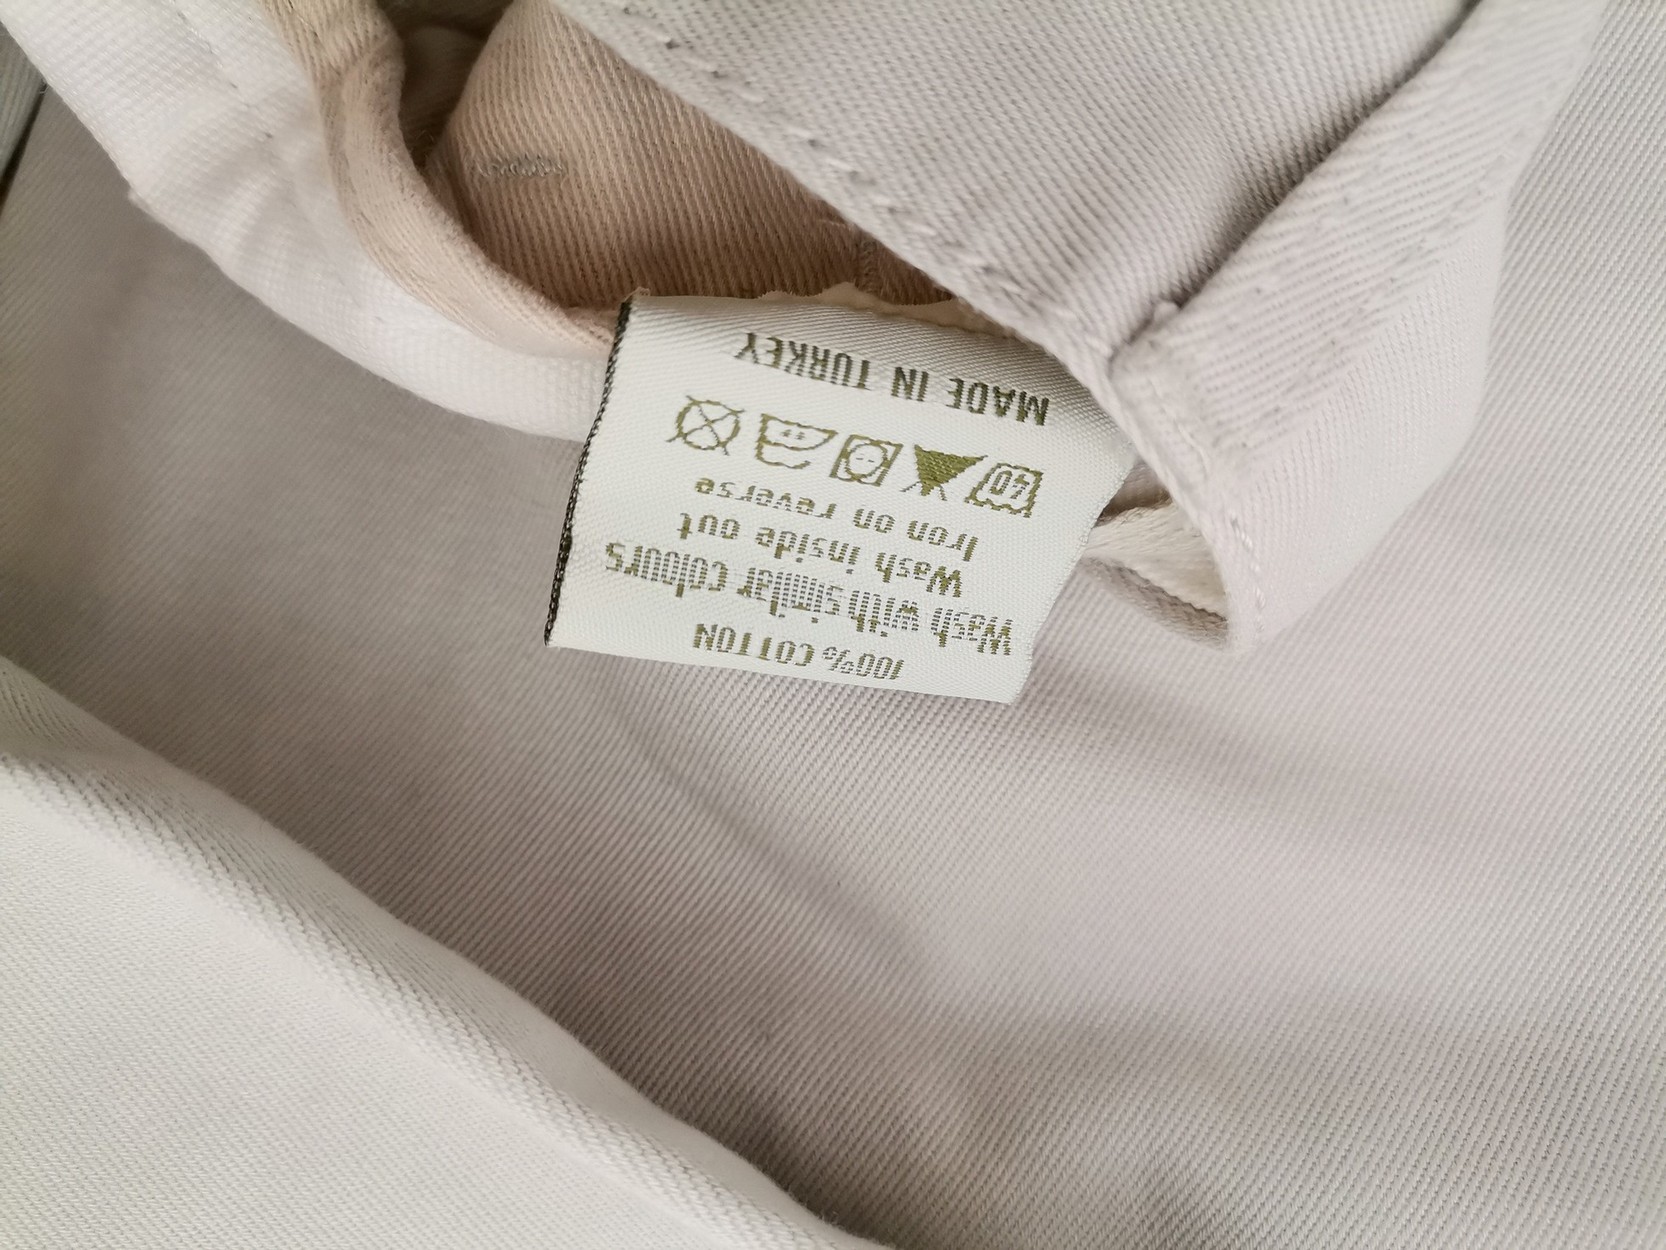 100% COTTON
Wash with similar colours
Wash inside out
Iron on reverse
40
MADE IN TURKEY